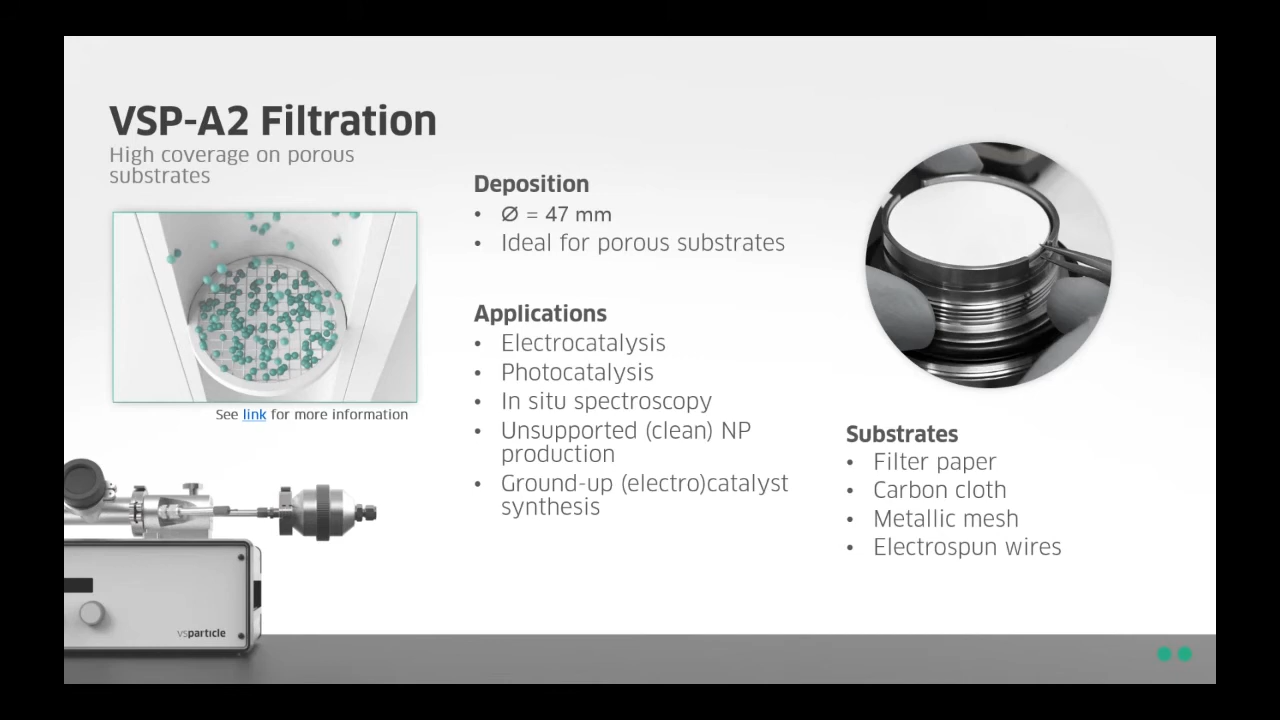 VSP-A2 Filtration
High coverage on porous
substrates
See link for more information
vsparticle
Deposition
• Ø = 47 mm
• Ideal for porous substrates
Applications
• Electrocatalysis
• Photocatalysis
• In situ spectroscopy
• Unsupported (clean) NP
production
• Ground-up (electro)catalyst
synthesis
Substrates
• Filter paper
• Carbon cloth
• Metallic mesh
• Electrospun wires